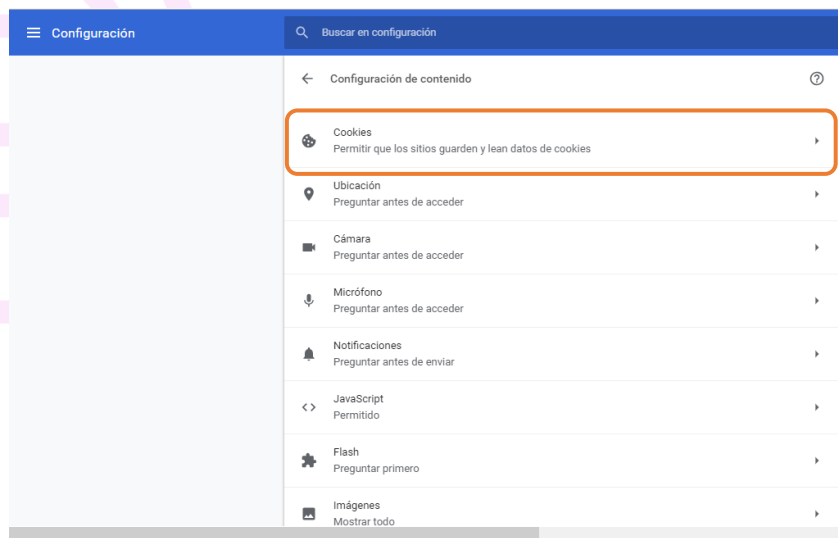 Configuración
Buscar en configuración
Configuración de contenido
Cookies
Permitir que los sitios guarden y lean datos de cookies
Ubicación
Preguntar antes de acceder
Cámara
Preguntar antes de acceder
Micrófono
Preguntar antes de acceder
Notificaciones
Preguntar antes de enviar
JavaScript
Permitido
Flash
Preguntar primero
Imágenes
Mostrar todo